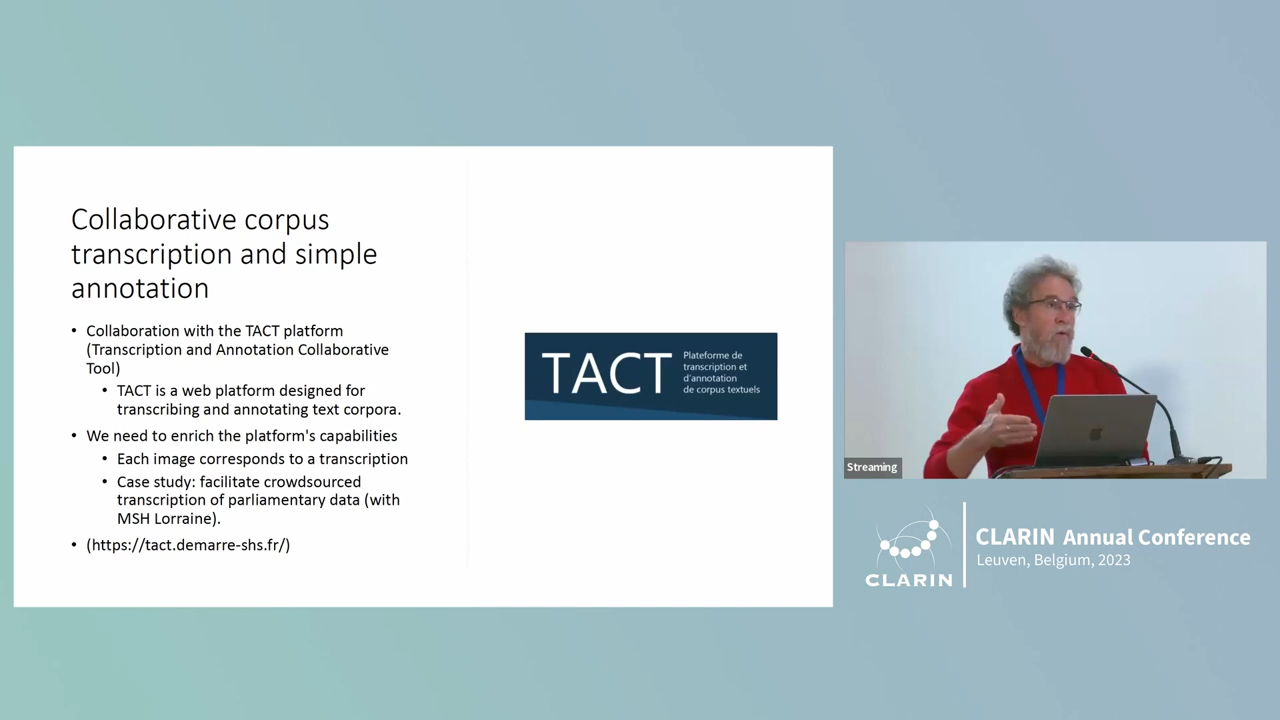 Collaborative corpus
transcription and simple
annotation
• Collaboration with the TACT platform
(Transcription and Annotation Collaborative
Tool)
• TACT is a web platform designed for
transcribing and annotating text corpora.
• We need to enrich the platform's capabilities
• Each image corresponds to a transcription
• Case study: facilitate crowdsourced
transcription of parliamentary data (with
MSH Lorraine).
• (https://tact.demarre-shs.fr/)
TACT
Plateforme de
transcription et
d'annotation
de corpus textuels
Streaming
CLARIN
CLARIN Annual Conference
Leuven, Belgium, 2023